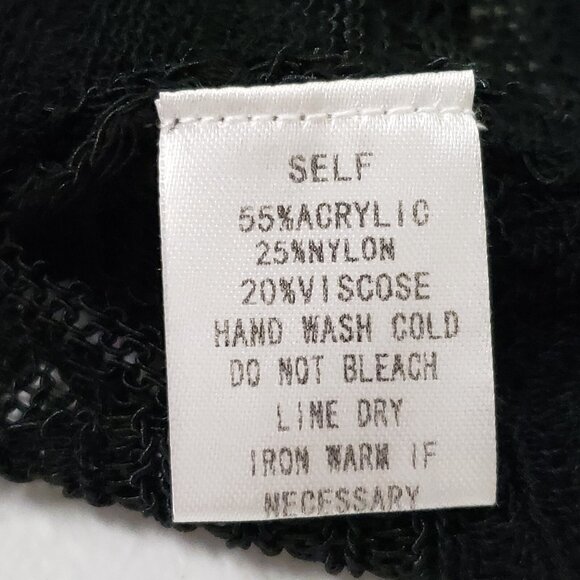 SELF
55%ACRYLIC
25%NYLON
20%VISCOSE
HAND WASH COLD
DO NOT BLEACH
LINE DRY
IRON WARM IF
NECESSARY